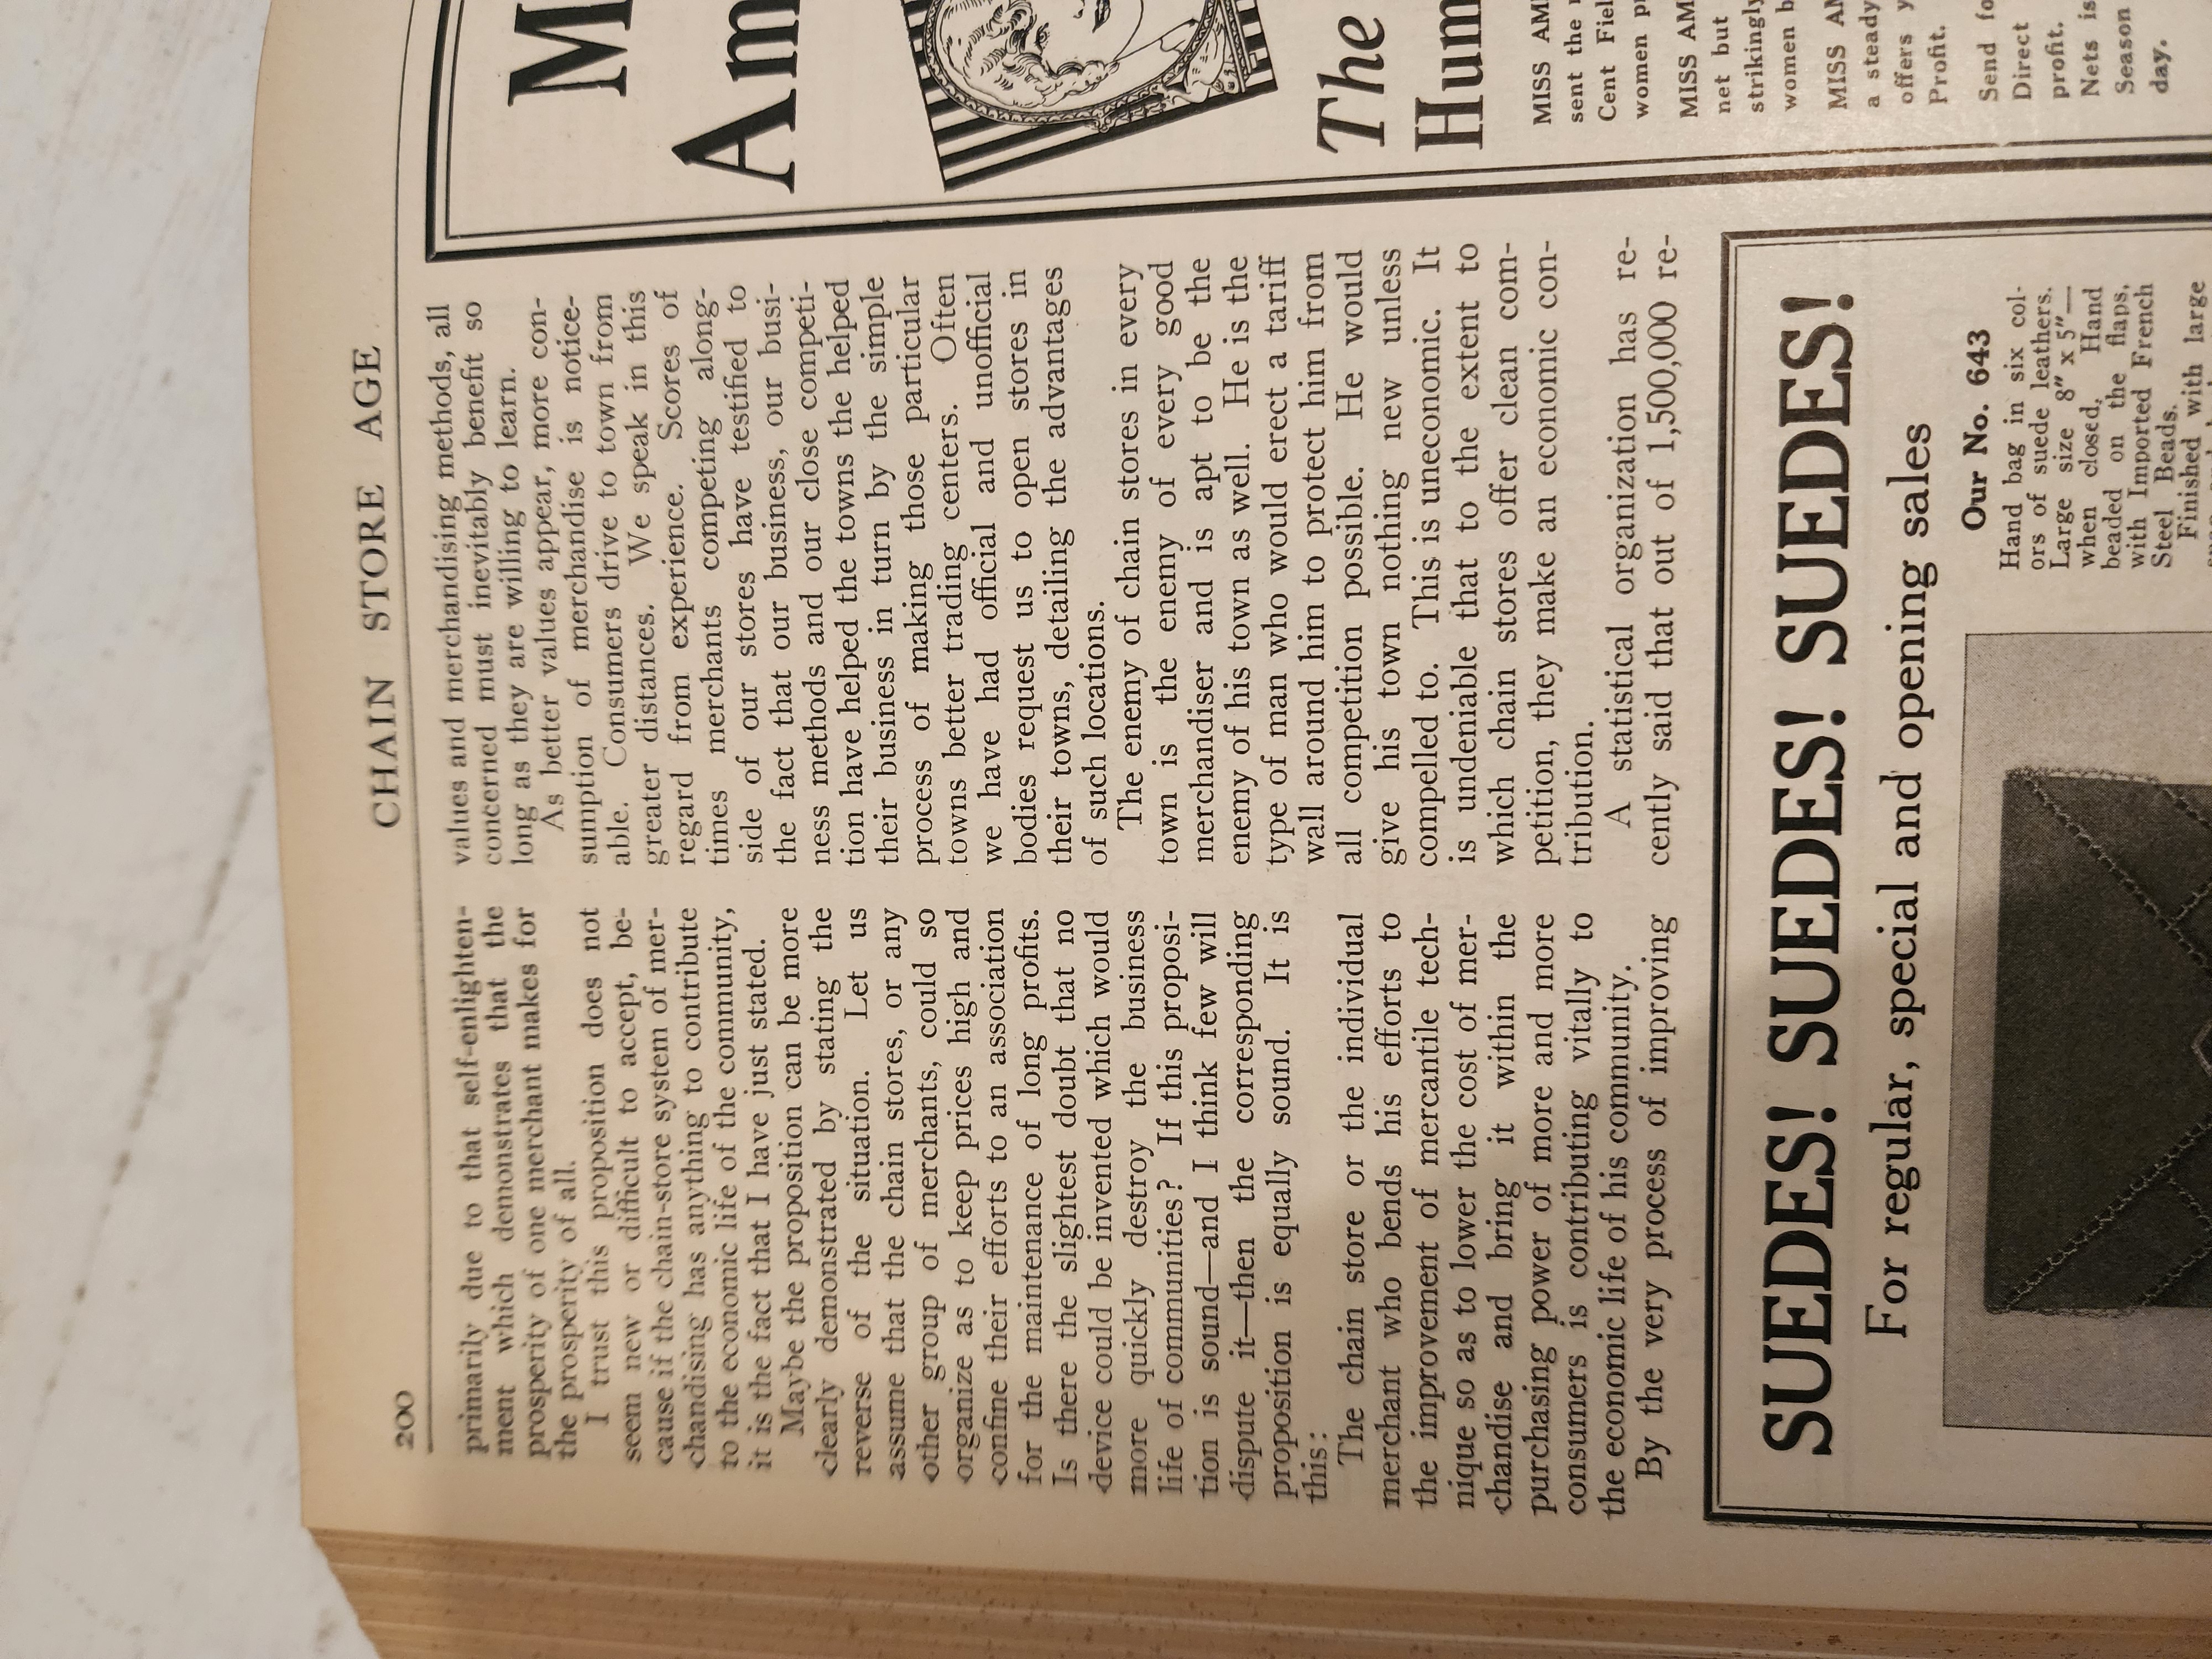 200
CHAIN STORE AGE
primarily due to that self-enlighten-
ment which demonstrates that the
prosperity of one merchant makes for
the prosperity of all.
I trust this proposition does not
seem new or difficult to accept, be-
cause if the chain-store system of mer-
chandising has anything to contribute
to the economic life of the community,
it is the fact that I have just stated.
Maybe the proposition can be more
clearly demonstrated by stating the
reverse of the situation. Let us
assume that the chain stores, or any
other group of merchants, could so
organize as to keep prices high and
confine their efforts to an association
for the maintenance of long profits.
Is there the slightest doubt that no
device could be invented which would
more quickly destroy the business
life of communities? If this proposi-
tion is sound—and I think few will
dispute it—then the corresponding
proposition is equally sound. It is
this:
The chain store or the individual
merchant who bends his efforts to
the improvement of mercantile tech-
nique so as to lower the cost of mer-
chandise and bring it within the
purchasing power of more and more
consumers is contributing vitally to
the economic life of his community.
By the very process of improving
values and merchandising methods, all
concerned must inevitably benefit so
long as they are willing to learn.
As better values appear, more con-
sumption of merchandise is notice-
able. Consumers drive to town from
greater distances. We speak in this
regard from experience. Scores of
times merchants competing along-
side of our stores have testified to
the fact that our business, our busi-
ness methods and our close competi-
tion have helped the towns the helped
their business in turn by the simple
process of making those particular
towns better trading centers. Often
we have had official and unofficial
bodies request us to open stores in
their towns, detailing the advantages
of such locations.
The enemy of chain stores in every
town is the enemy of every good
merchandiser and is apt to be the
enemy of his town as well. He is the
type of man who would erect a tariff
wall around him to protect him from
all competition possible. He would
give his town nothing new unless
compelled to. This is uneconomic. It
is undeniable that to the extent to
which chain stores offer clean com-
petition, they make an economic con-
tribution.
A statistical organization has re-
cently said that out of 1,500,000 re-
SUEDES! SUEDES! SUEDES!
For regular, special and opening sales
Our No. 643
Hand bag in six col-
ors of suede leathers.
Large size 8″ x 5″—
when closed, Hand
beaded on the flaps,
with Imported French
Steel Beads.
Finished with large
M
Am
The
Hum
MISS AM
sent the
Cent Fiel
women p
MISS AM
net but
strikingly
women b
MISS AM
a steady
offers y
Profit.
Send fo
Direct
profit.
Nets is
Season
day.